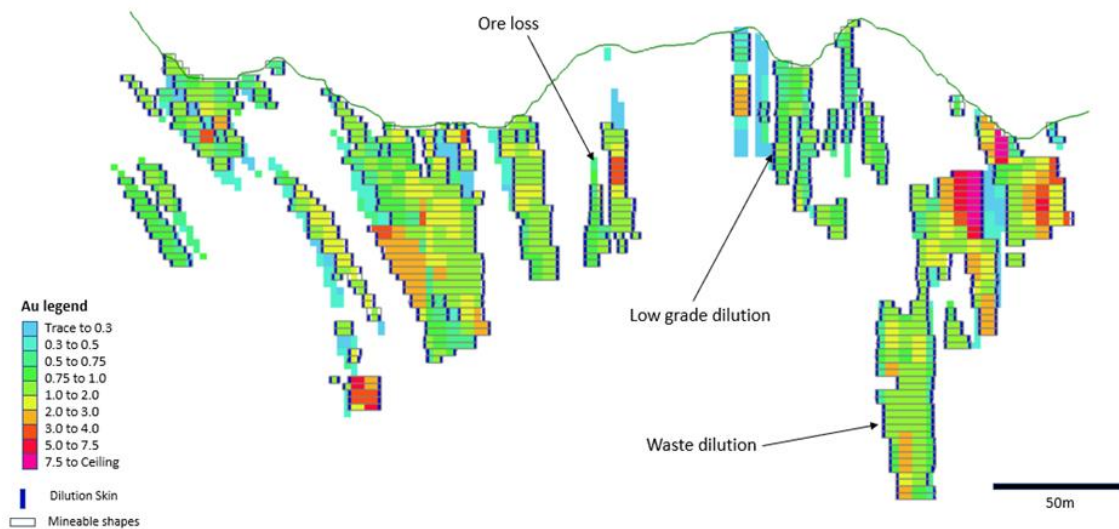 Ore loss
Low grade dilution
Waste dilution
Au legend
Trace to 0.3
0.3 to 0.5
0.5 to 0.75
0.75 to 1.0
1.0 to 2.0
2.0 to 3.0
3.0 to 4.0
5.0 to 7.5
7.5 to Ceiling
Dilution Skin
Mineable shapes
50m